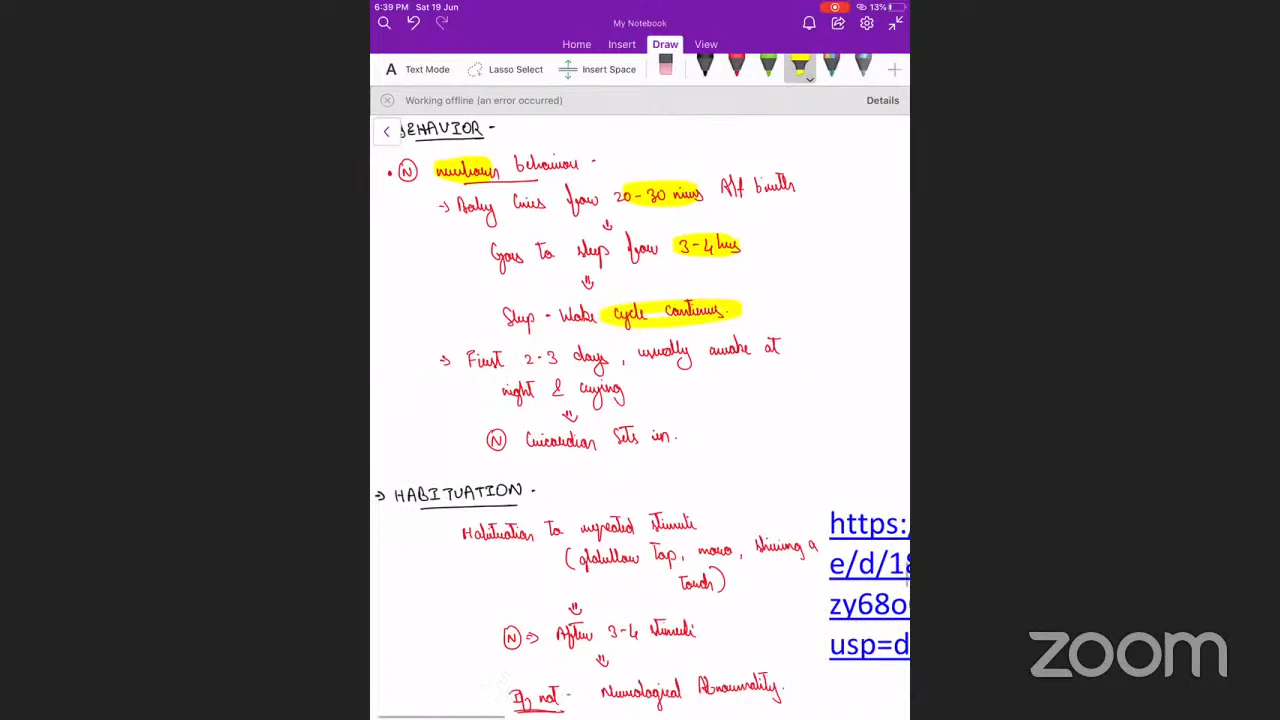 6:39 PM Sat 19 Jun
13%
My Notebook
Home Insert Draw View
Text Mode Lasso Select Insert Space
Working offline (an error occurred) Details
BEHAVIOR -
• Ⓝ newborn behaviour -
→ Baby cries for 20-30 mins Aft birth
↓
Goes to sleep for 3-4 hrs
⇓
Sleep - Wake cycle continues.
→ First 2-3 days, usually awake at
night & crying
⇓
Ⓝ Circardian sets in.
→ HABITUATION -
Habituation to repeated stimuli
(glabellar tap, moro, shining a
torch)
⇓
Ⓝ ⇒ After 3-4 stimuli
⇓
If not - Neurological Abnormality.
https:
e/d/18
zy68o
usp=d
zoom